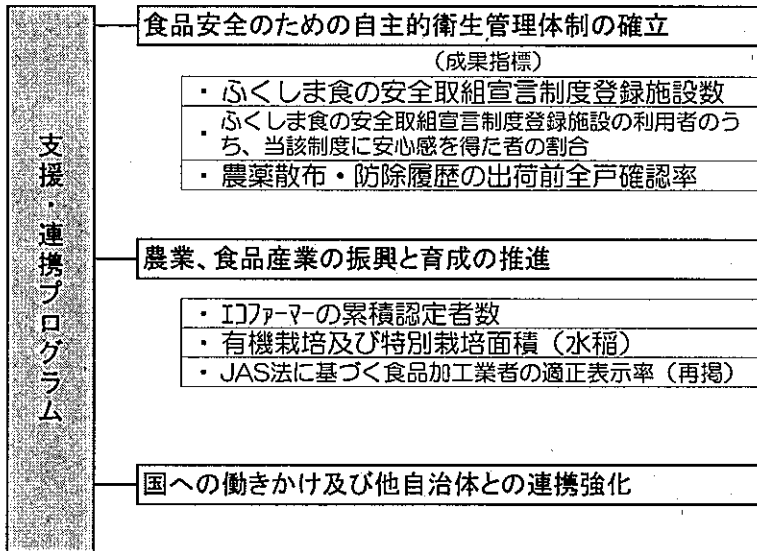 支援・連携プログラム
食品安全のための自主的衛生管理体制の確立
(成果指標)
・ふくしま食の安全取組宣言制度登録施設数
・ふくしま食の安全取組宣言制度登録施設の利用者のう
ち、当該制度に安心感を得た者の割合
・農薬散布・防除履歴の出荷前全戸確認率
農業、食品産業の振興と育成の推進
・ｴｺﾌｧｰﾏｰの累積認定者数
・有機栽培及び特別栽培面積（水稲）
・JAS法に基づく食品加工業者の適正表示率（再掲）
国への働きかけ及び他自治体との連携強化